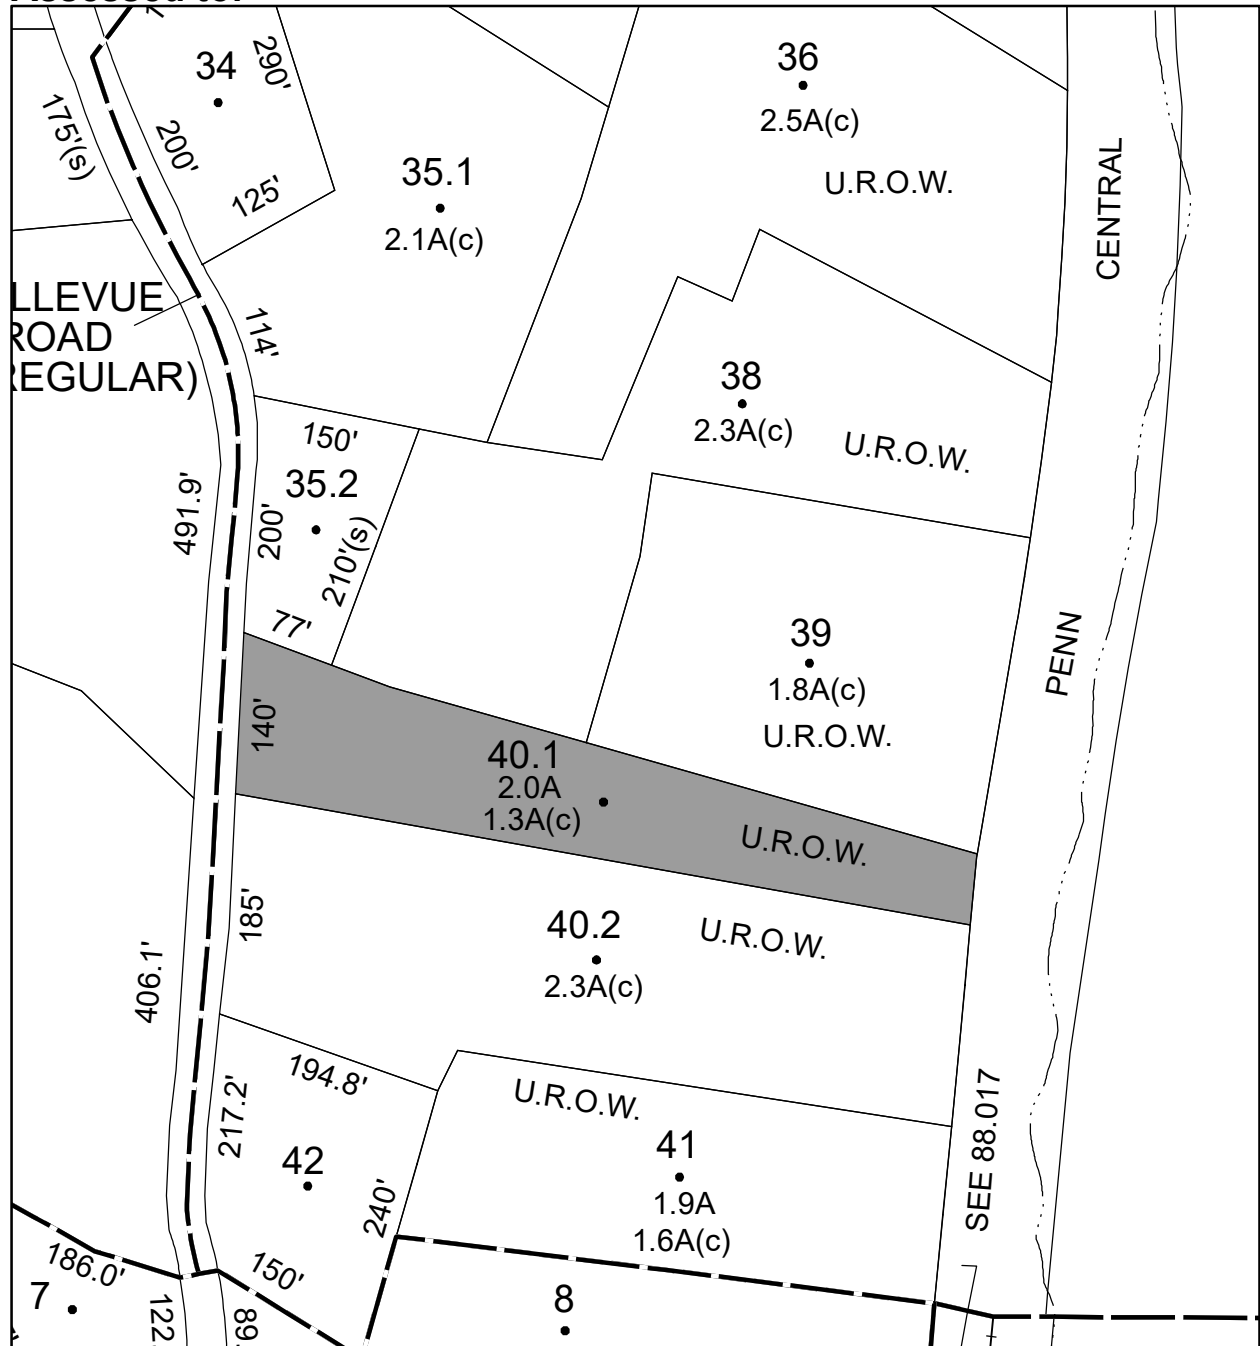 34
290'
175'(s)
200'
125'
35.1
2.1A(c)
36
2.5A(c)
U.R.O.W.
CENTRAL
LLEVUE
ROAD
REGULAR)
114'
150'
35.2
491.9'
200'
210'(s)
77'
38
2.3A(c)
U.R.O.W.
39
1.8A(c)
U.R.O.W.
PENN
140'
40.1
2.0A
1.3A(c)
U.R.O.W.
185'
40.2
2.3A(c)
U.R.O.W.
406.1'
194.8'
217.2'
42
240'
U.R.O.W.
41
1.9A
1.6A(c)
SEE 88.017
186.0'
150'
7
122.
89.
8